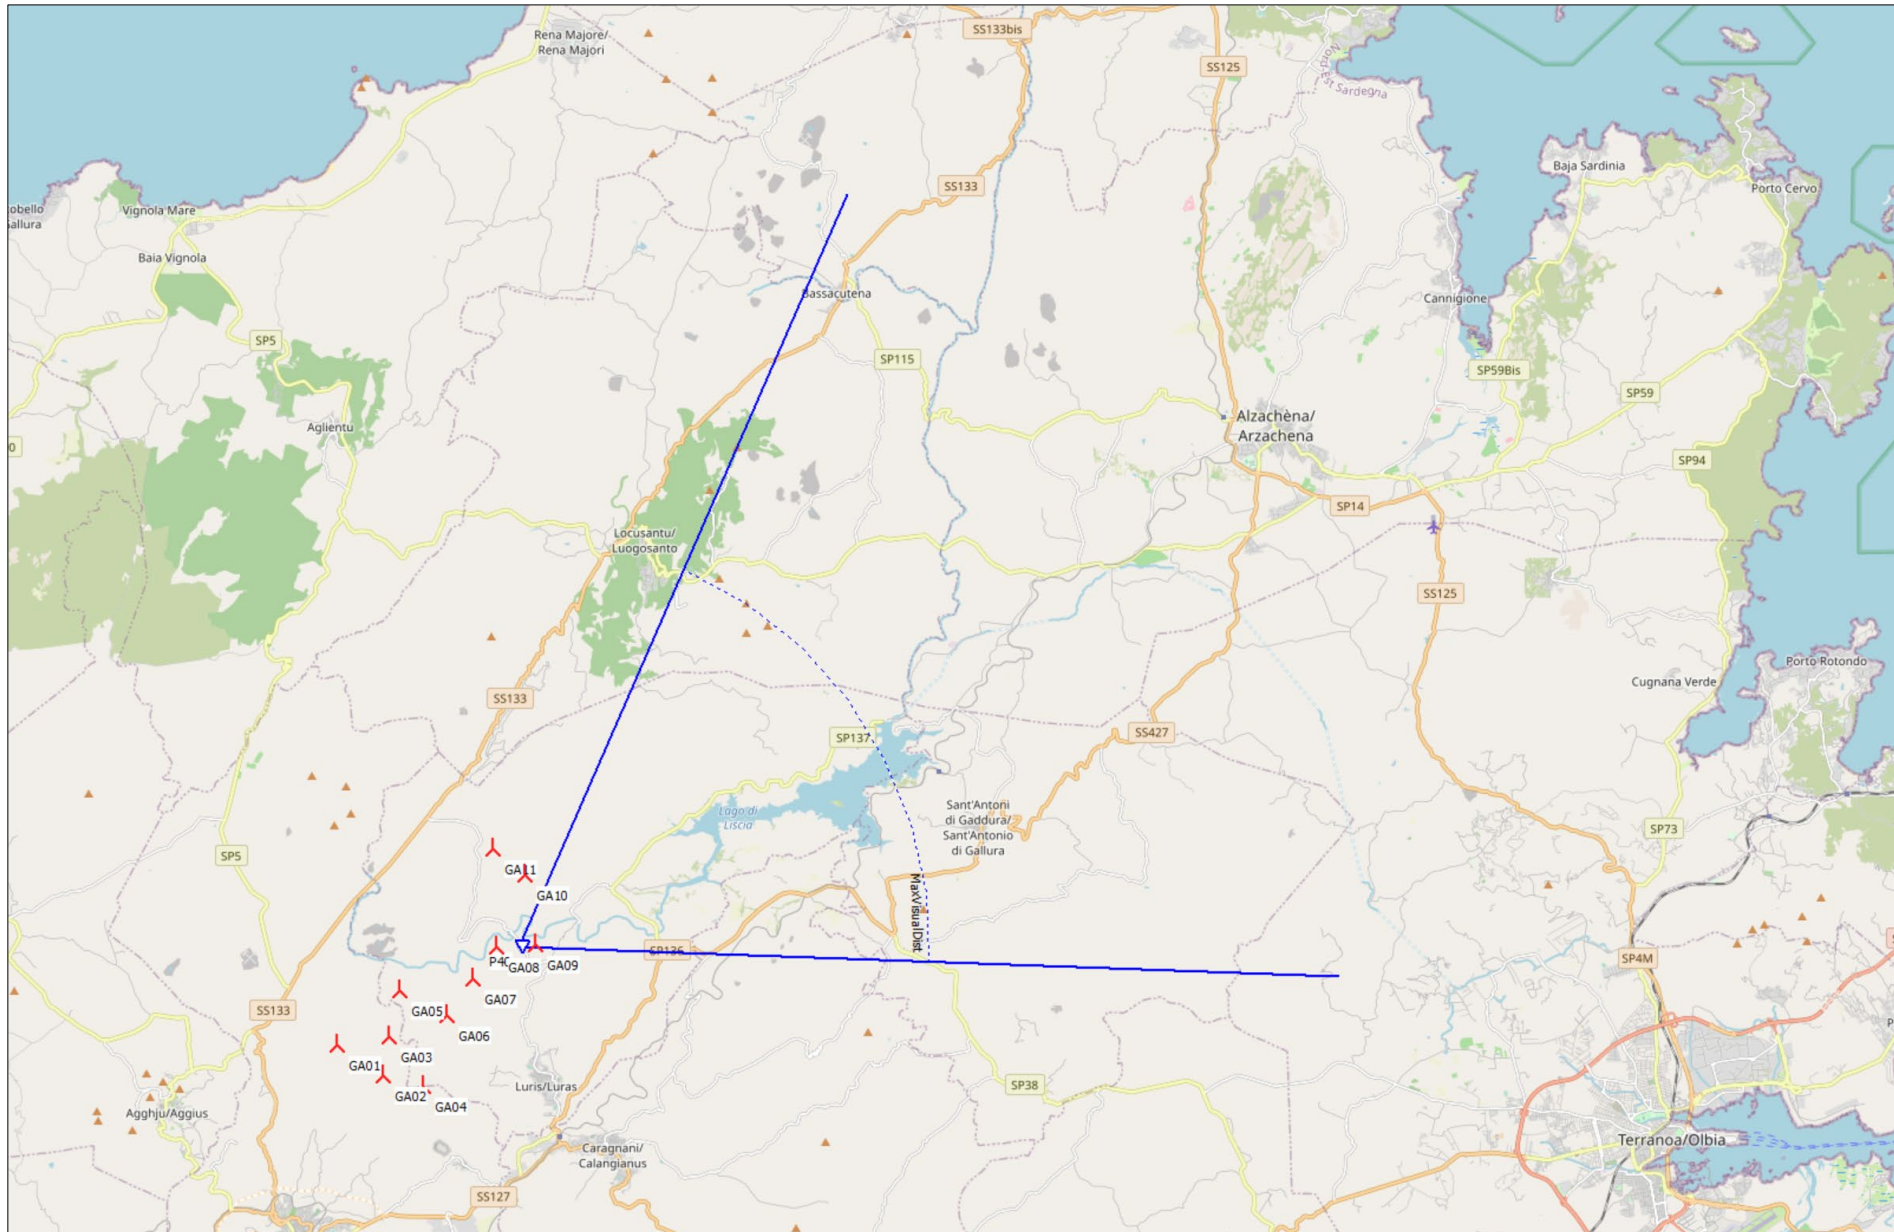 Rena Majore/
Rena Majori
SS133bis
SS125
Nord-Est Sardegna
Baja Sardinia
Porto Cervo
SS133
Vignola Mare
Baia Vignola
Bassacutena
Cannigione
SP5
SP115
SP59Bis
SP59
Aglientu
Alzachèna/
Arzachena
SP94
SP14
Locusantu/
Luogosanto
SS125
Porto Rotondo
Cugnana Verde
SS133
SP137
SS427
Lago di
Liscia
Sant'Antoni
di Gaddura/
Sant'Antonio
di Gallura
SP73
SP5
GA11
GA10
MaxVisualDist
SP136
GA09
GA08
SP4M
GA07
GA05
GA06
SS133
GA03
GA01
GA02
GA04
Luris/Luras
SP38
Agghju/Aggius
Terranoa/Olbia
Caragnani/
Calangianus
SS127